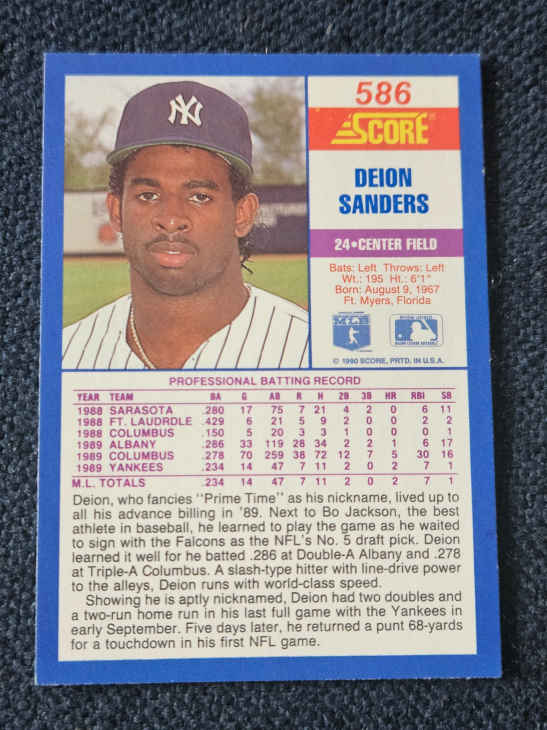 NY
586
SCORE
DEION
SANDERS
24•CENTER FIELD
Bats: Left Throws: Left
Wt.: 195 Ht.: 6'1"
Born: August 9, 1967
Ft. Myers, Florida
MLB
© 1990 SCORE, PRTD. IN U.S.A.
PROFESSIONAL BATTING RECORD
YEAR TEAM BA G AB R H 2B 3B HR RBI SB
1988 SARASOTA .280 17 75 7 21 4 2 0 6 11
1988 FT. LAUDRDLE .429 6 21 5 9 2 0 0 2 2
1988 COLUMBUS .150 5 20 3 3 1 0 0 0 1
1989 ALBANY .286 33 119 28 34 2 2 1 6 17
1989 COLUMBUS .278 70 259 38 72 12 7 5 30 16
1989 YANKEES .234 14 47 7 11 2 0 2 7 1
M.L. TOTALS .234 14 47 7 11 2 0 2 7 1
Deion, who fancies "Prime Time" as his nickname, lived up to
all his advance billing in '89. Next to Bo Jackson, the best
athlete in baseball, he learned to play the game as he waited
to sign with the Falcons as the NFL's No. 5 draft pick. Deion
learned it well for he batted .286 at Double-A Albany and .278
at Triple-A Columbus. A slash-type hitter with line-drive power
to the alleys, Deion runs with world-class speed.
Showing he is aptly nicknamed, Deion had two doubles and
a two-run home run in his last full game with the Yankees in
early September. Five days later, he returned a punt 68-yards
for a touchdown in his first NFL game.